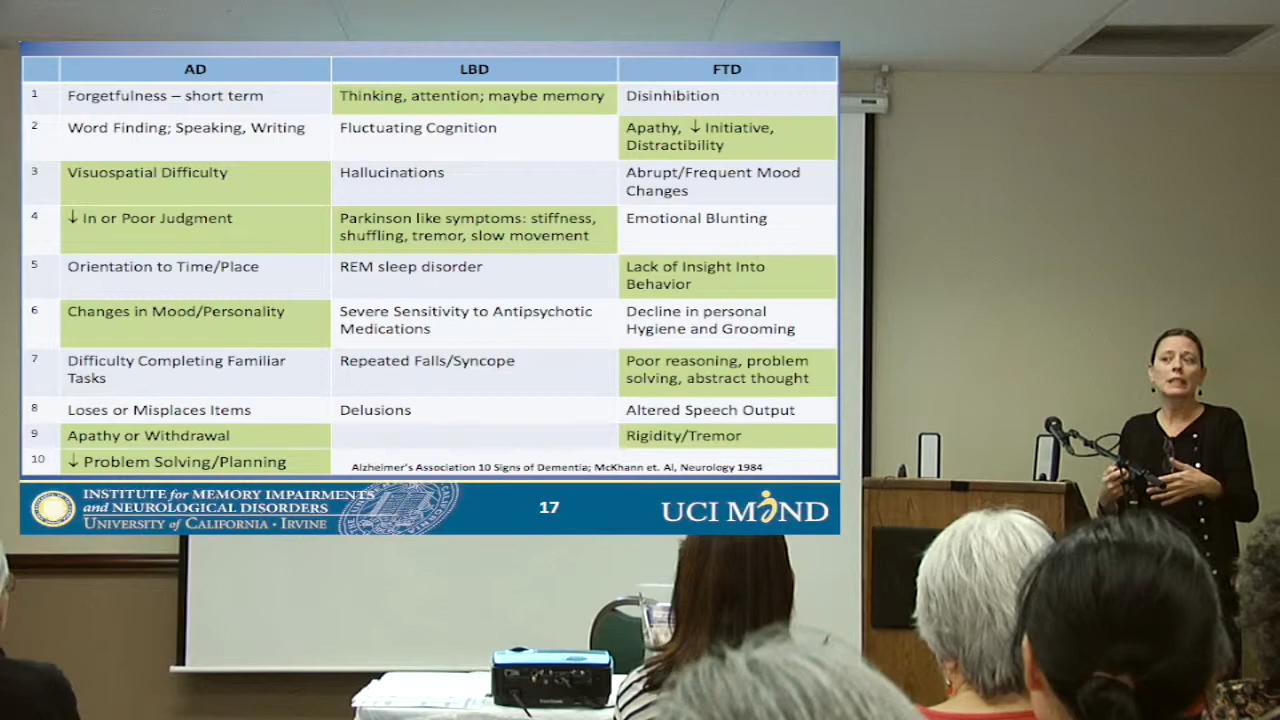 AD LBD FTD
1 Forgetfulness – short term Thinking, attention; maybe memory Disinhibition
2 Word Finding; Speaking, Writing Fluctuating Cognition Apathy, ↓ Initiative,
Distractibility
3 Visuospatial Difficulty Hallucinations Abrupt/Frequent Mood
Changes
4 ↓ In or Poor Judgment Parkinson like symptoms: stiffness, Emotional Blunting
shuffling, tremor, slow movement
5 Orientation to Time/Place REM sleep disorder Lack of Insight Into
Behavior
6 Changes in Mood/Personality Severe Sensitivity to Antipsychotic Decline in personal
Medications Hygiene and Grooming
7 Difficulty Completing Familiar Repeated Falls/Syncope Poor reasoning, problem
Tasks solving, abstract thought
8 Loses or Misplaces Items Delusions Altered Speech Output
9 Apathy or Withdrawal Rigidity/Tremor
10 ↓ Problem Solving/Planning Alzheimer's Association 10 Signs of Dementia; McKhann et. Al, Neurology 1984
INSTITUTE for MEMORY IMPAIRMENTS
and NEUROLOGICAL DISORDERS
UNIVERSITY of CALIFORNIA • IRVINE
17
UCI MIND